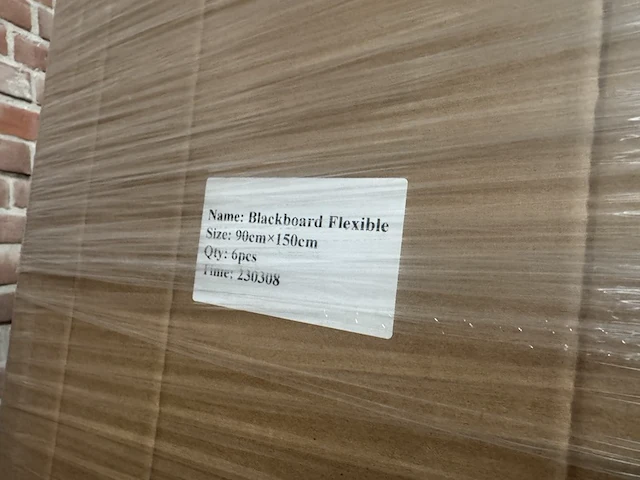 Name: Blackboard Flexible
Size: 90cm×150cm
Qty: 6pcs
Time: 230308